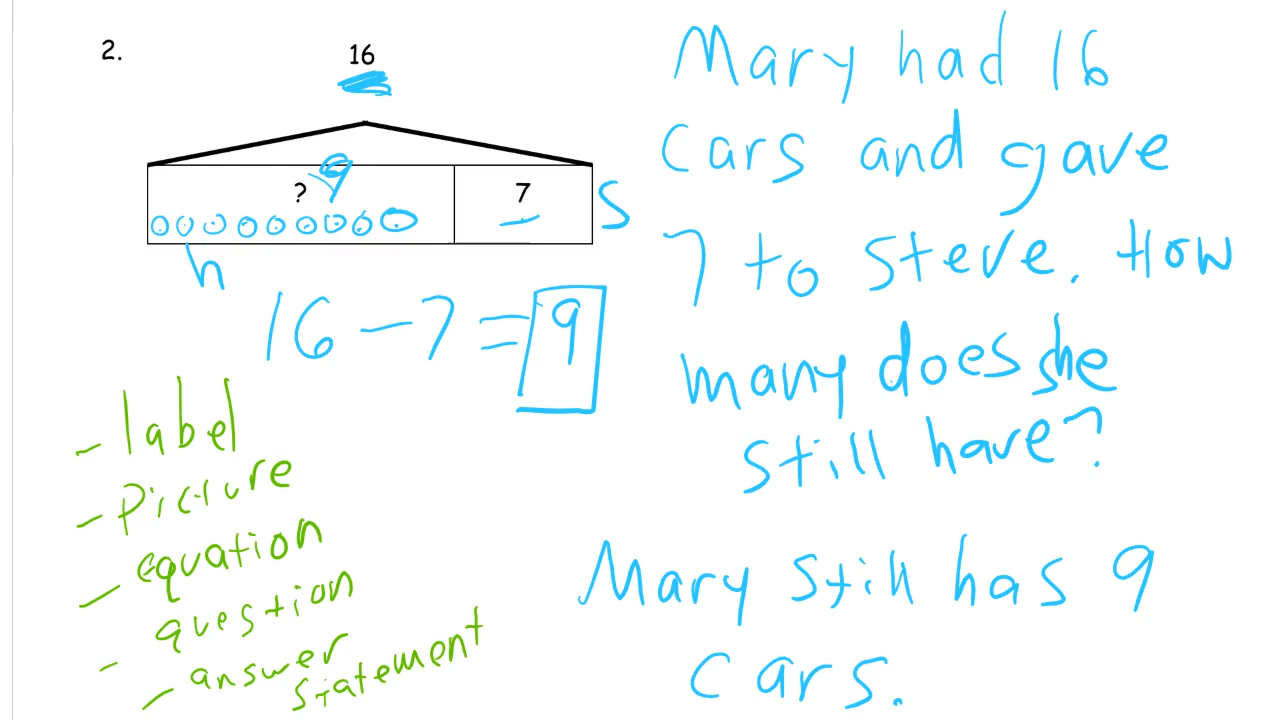 2.
16
? 9
7
s
h
16 - 7 = 9
- label
- picture
- equation
- question
- answer
statement
Mary had 16
cars and gave
7 to Steve. How
many does she
still have?
Mary still has 9
cars.